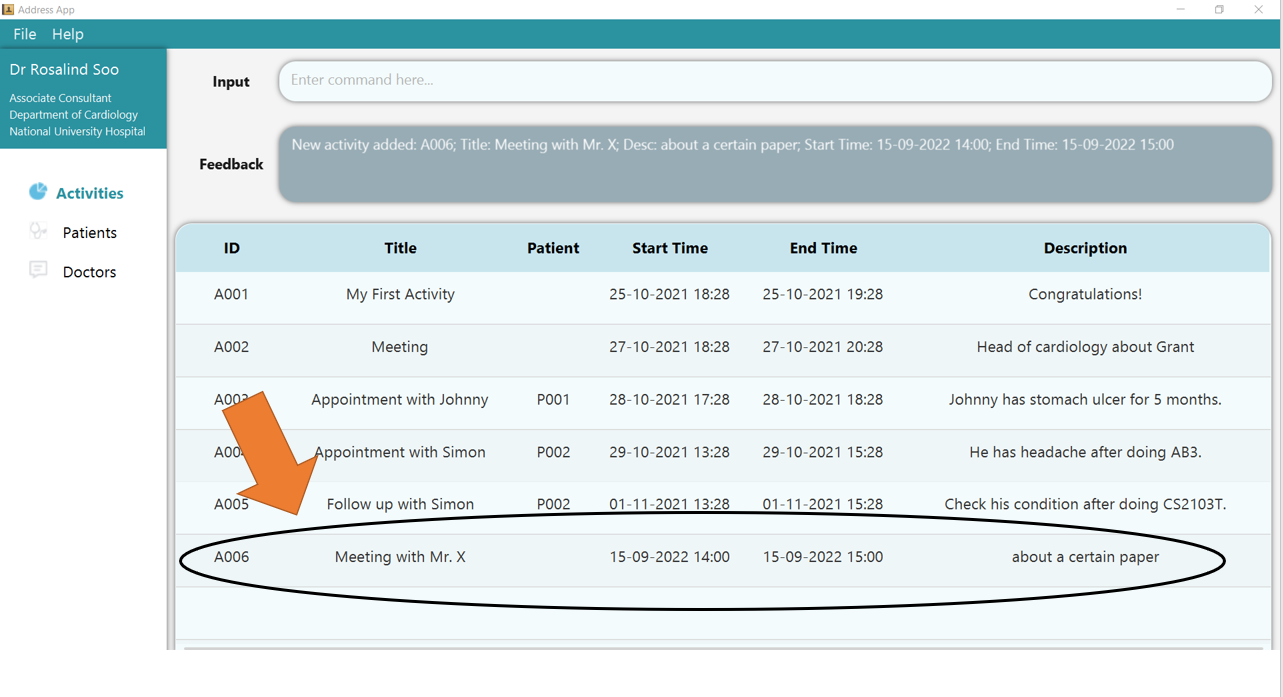 Address App
File Help
Dr Rosalind Soo
Associate Consultant
Department of Cardiology
National University Hospital
Activities
Patients
Doctors
Input Enter command here...
Feedback New activity added: A006; Title: Meeting with Mr. X; Desc: about a certain paper; Start Time: 15-09-2022 14:00; End Time: 15-09-2022 15:00
ID Title Patient Start Time End Time Description
A001 My First Activity 25-10-2021 18:28 25-10-2021 19:28 Congratulations!
A002 Meeting 27-10-2021 18:28 27-10-2021 20:28 Head of cardiology about Grant
A003 Appointment with Johnny P001 28-10-2021 17:28 28-10-2021 18:28 Johnny has stomach ulcer for 5 months.
A004 Appointment with Simon P002 29-10-2021 13:28 29-10-2021 15:28 He has headache after doing AB3.
A005 Follow up with Simon P002 01-11-2021 13:28 01-11-2021 15:28 Check his condition after doing CS2103T.
A006 Meeting with Mr. X 15-09-2022 14:00 15-09-2022 15:00 about a certain paper